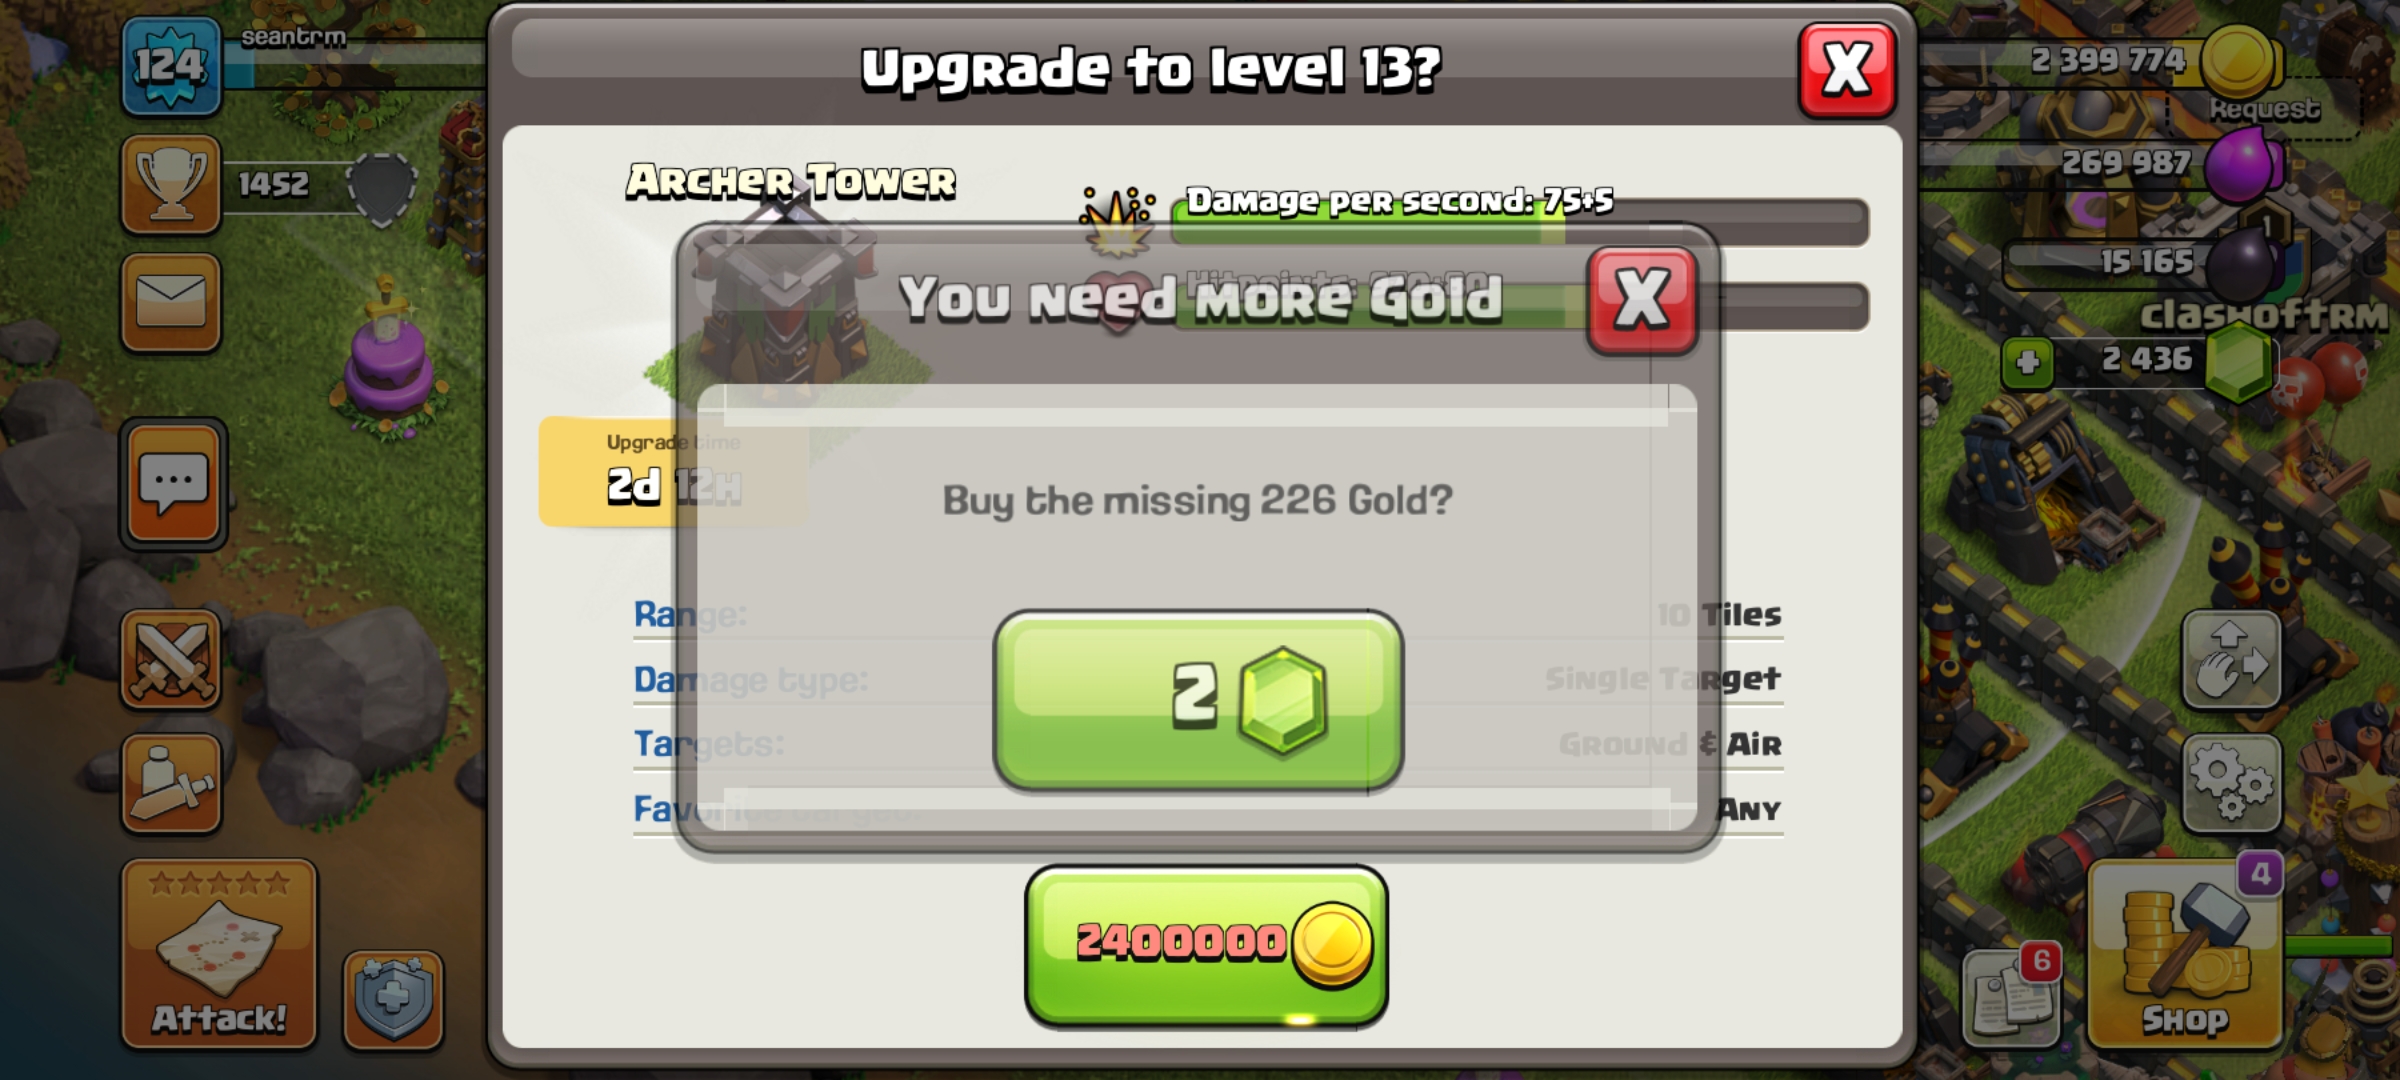 124
seantrm
1452
Attack!
Upgrade to level 13?
X
Archer Tower
Damage per second: 75+5
You need more Gold
X
Upgrade time
2d 12h
Buy the missing 226 Gold?
2
Range:
10 Tiles
Damage type:
Single Target
Targets:
Ground & Air
Favorite target:
Any
2400000
2 399 774
Request
269 987
15 165
1
clashoftrm
+
2 436
4
6
Shop